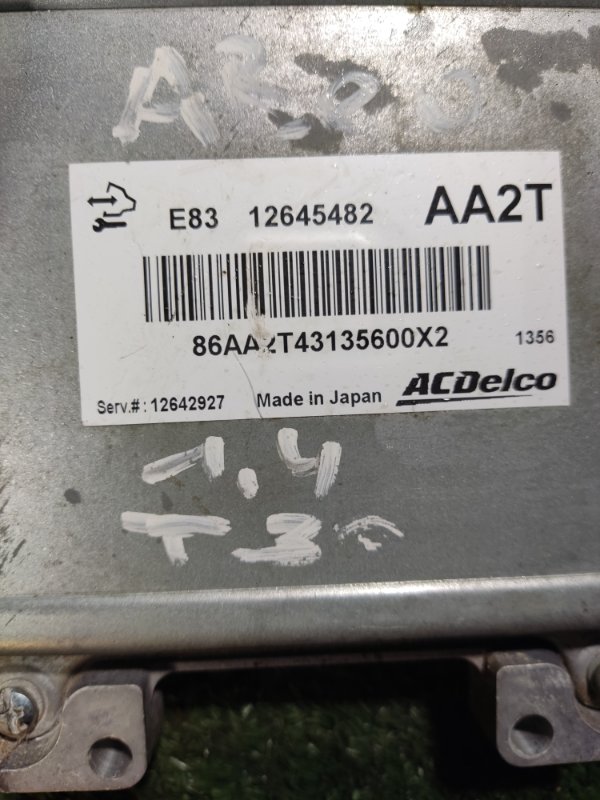 E83 12645482 AA2T
86AA2T43135600X2 1356
Serv.#: 12642927 Made in Japan ACDelco
1.4